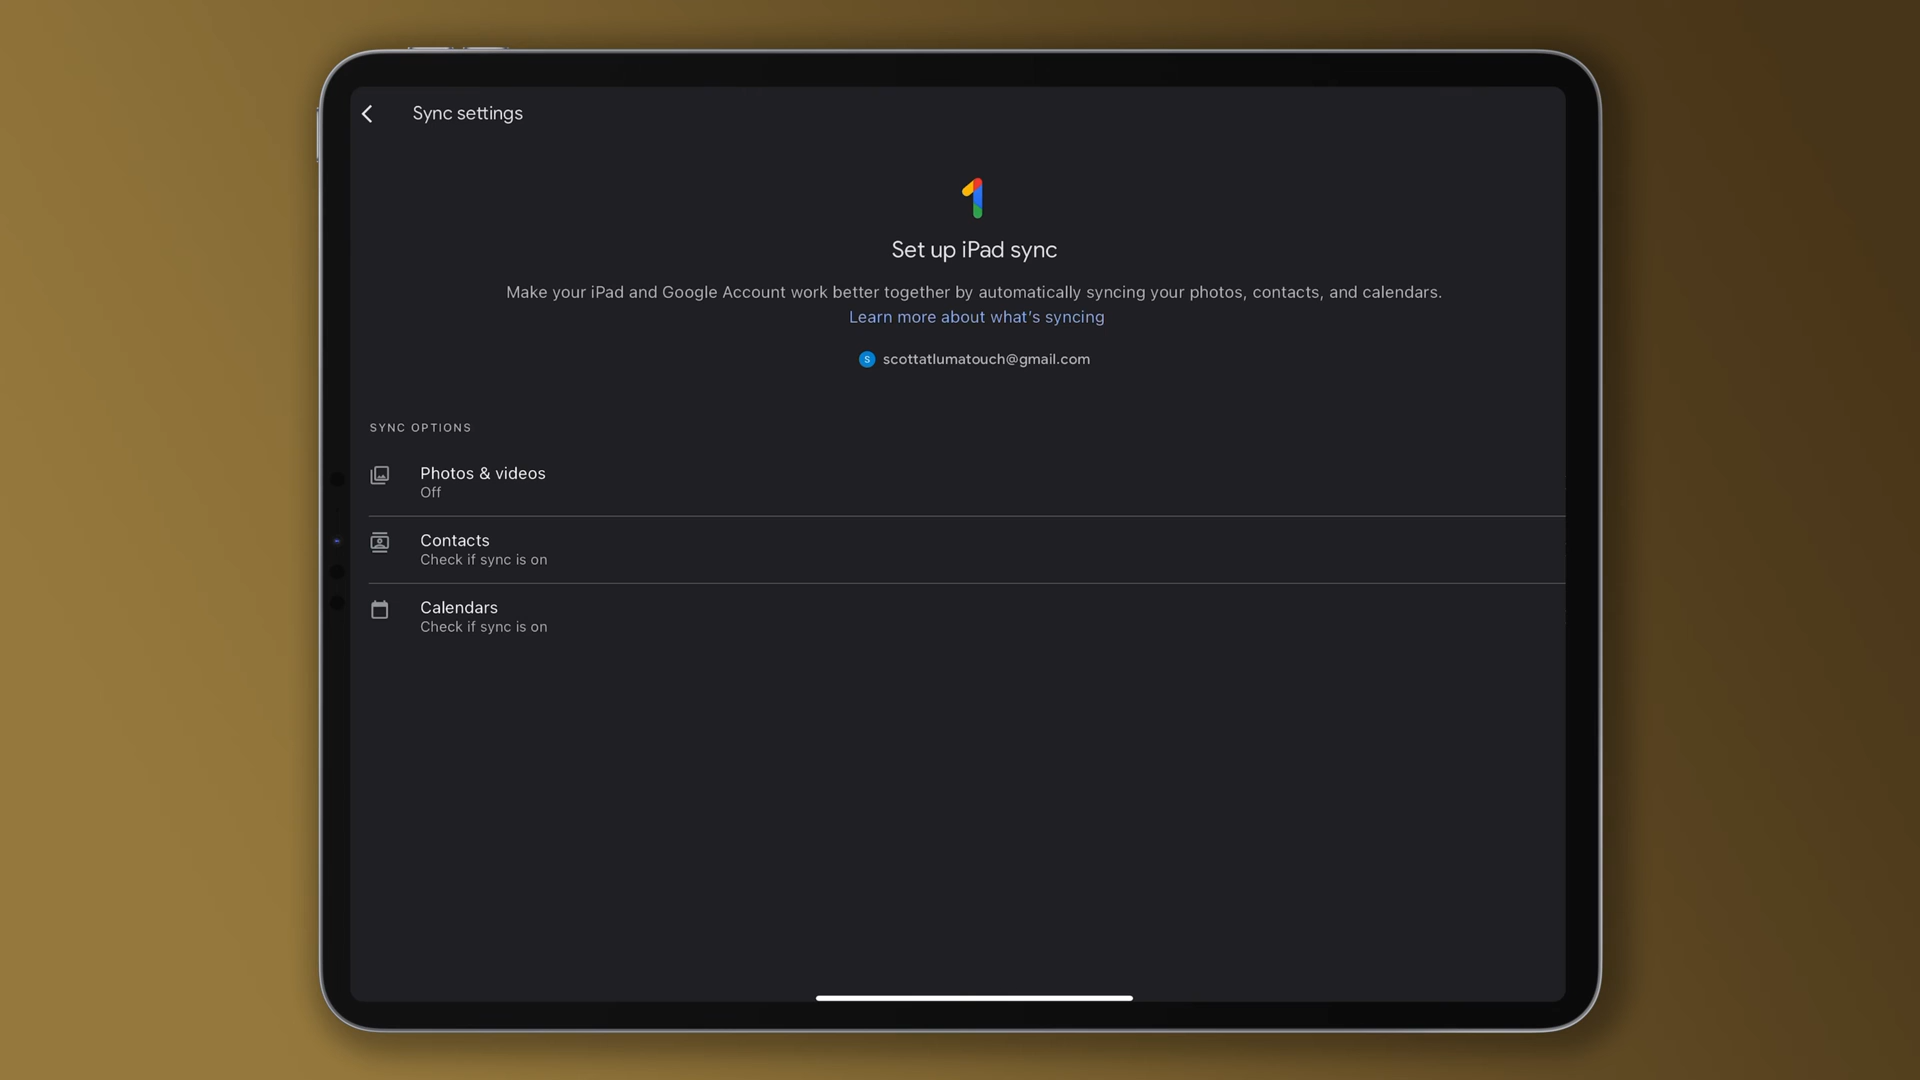 Sync settings
Set up iPad sync
Make your iPad and Google Account work better together by automatically syncing your photos, contacts, and calendars.
Learn more about what's syncing
S scottatlumatouch@gmail.com
SYNC OPTIONS
Photos & videos
Off
Contacts
Check if sync is on
Calendars
Check if sync is on